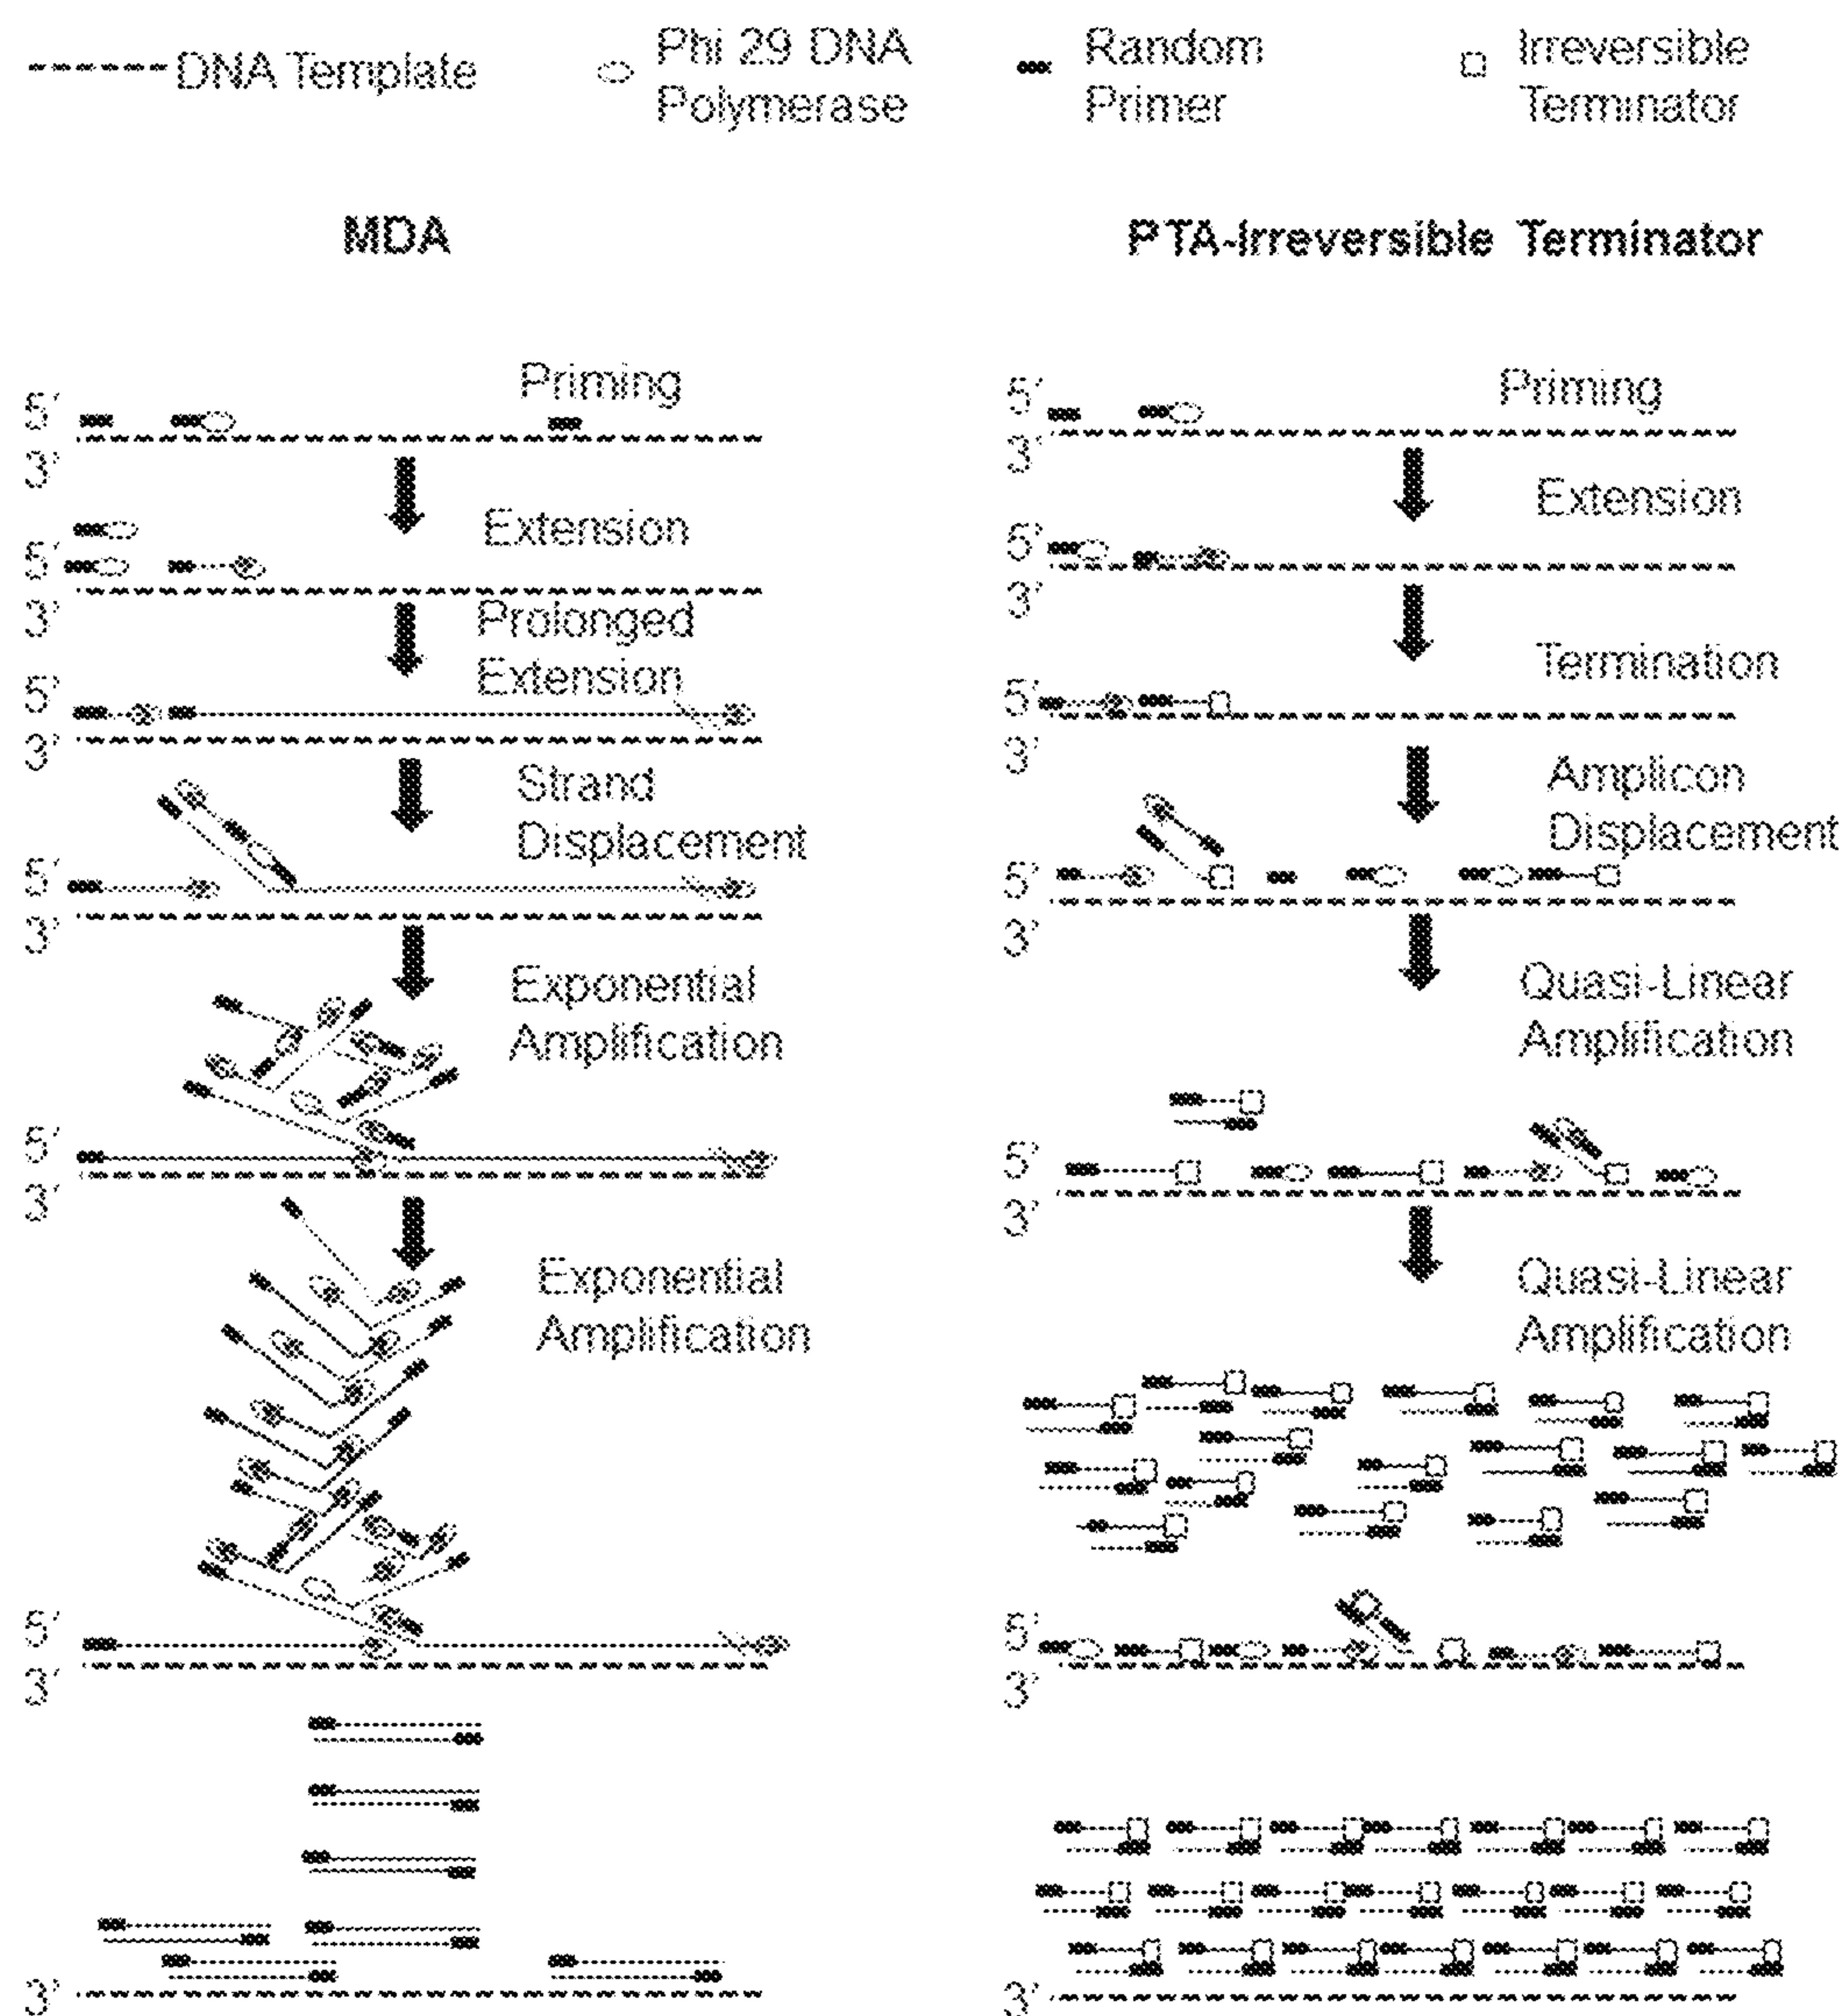 DNA Template
Phi 29 DNA
Polymerase
Random
Primer
Irreversible
Terminator
MDA
PTA-Irreversible Terminator
Priming
5′
3′
Extension
5′
3′
Prolonged
Extension
5′
3′
Strand
Displacement
5′
3′
Exponential
Amplification
5′
3′
Exponential
Amplification
5′
3′
3′
Priming
5′
3′
Extension
5′
3′
Termination
5′
3′
Amplicon
Displacement
5′
3′
Quasi-Linear
Amplification
5′
3′
Quasi-Linear
Amplification
5′
3′
3′